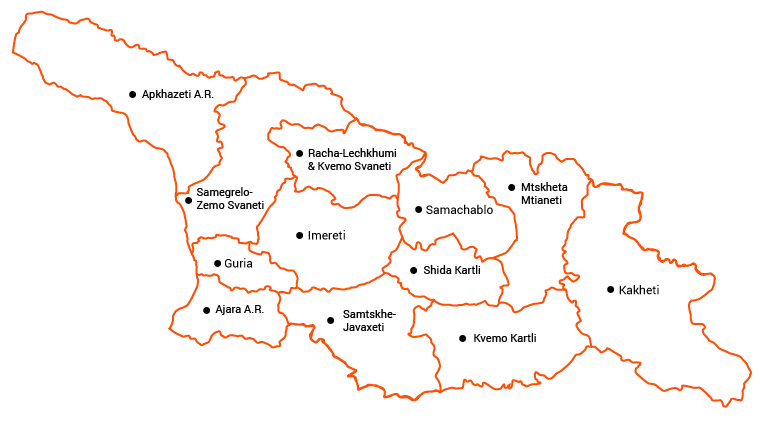 Apkhazeti A.R.
Racha-Lechkhumi
& Kvemo Svaneti
Mtskheta
Mtianeti
Samegrelo-
Zemo Svaneti
Samachablo
Imereti
Guria
Shida Kartli
Kakheti
Ajara A.R.
Samtskhe-
Javaxeti
Kvemo Kartli